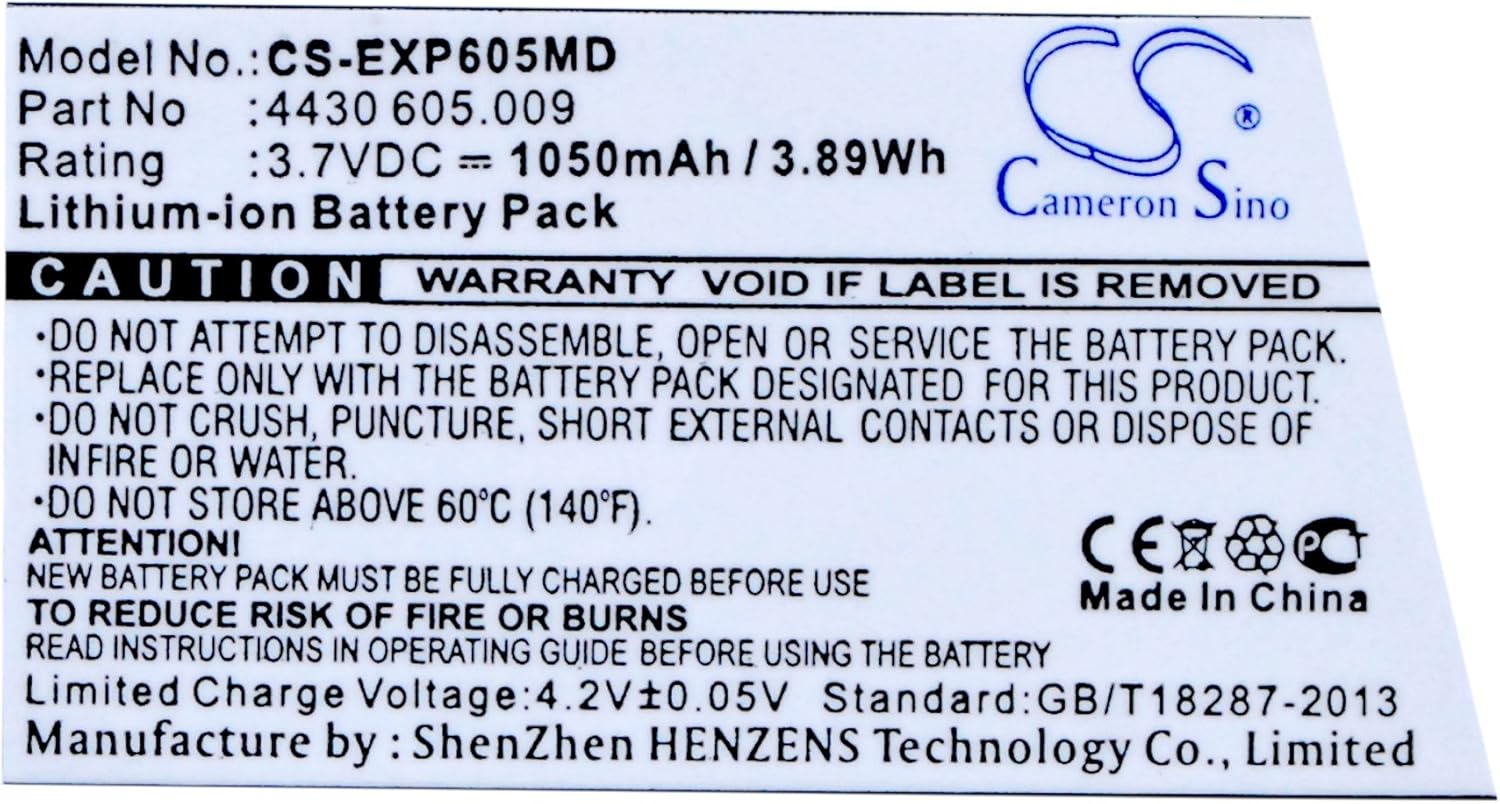 Model No.:CS-EXP605MD
Part No :4430 605.009
Rating :3.7VDC ⎓ 1050mAh / 3.89Wh
Lithium-ion Battery Pack
CS®
Cameron Sino
CAUTION WARRANTY VOID IF LABEL IS REMOVED
·DO NOT ATTEMPT TO DISASSEMBLE, OPEN OR SERVICE THE BATTERY PACK.
·REPLACE ONLY WITH THE BATTERY PACK DESIGNATED FOR THIS PRODUCT.
·DO NOT CRUSH, PUNCTURE, SHORT EXTERNAL CONTACTS OR DISPOSE OF
IN FIRE OR WATER.
·DO NOT STORE ABOVE 60°C (140°F).
ATTENTION!
NEW BATTERY PACK MUST BE FULLY CHARGED BEFORE USE
TO REDUCE RISK OF FIRE OR BURNS
READ INSTRUCTIONS IN OPERATING GUIDE BEFORE USING THE BATTERY
CE PCT
Made In China
Limited Charge Voltage:4.2V±0.05V Standard:GB/T18287-2013
Manufacture by : ShenZhen HENZENS Technology Co., Limited